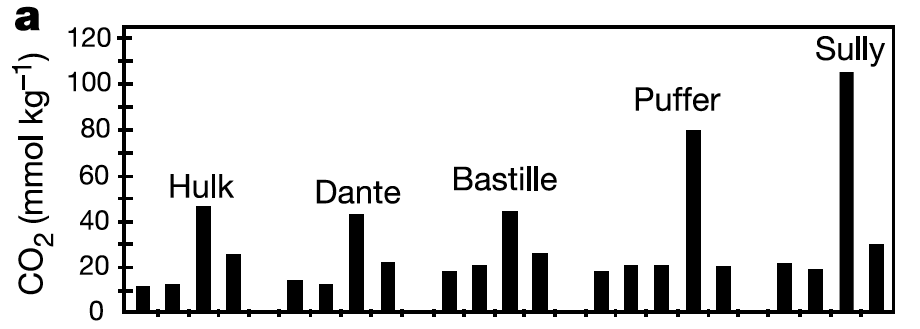 a
CO₂ (mmol kg⁻¹)
120
100
80
60
40
20
0
Hulk
Dante
Bastille
Puffer
Sully